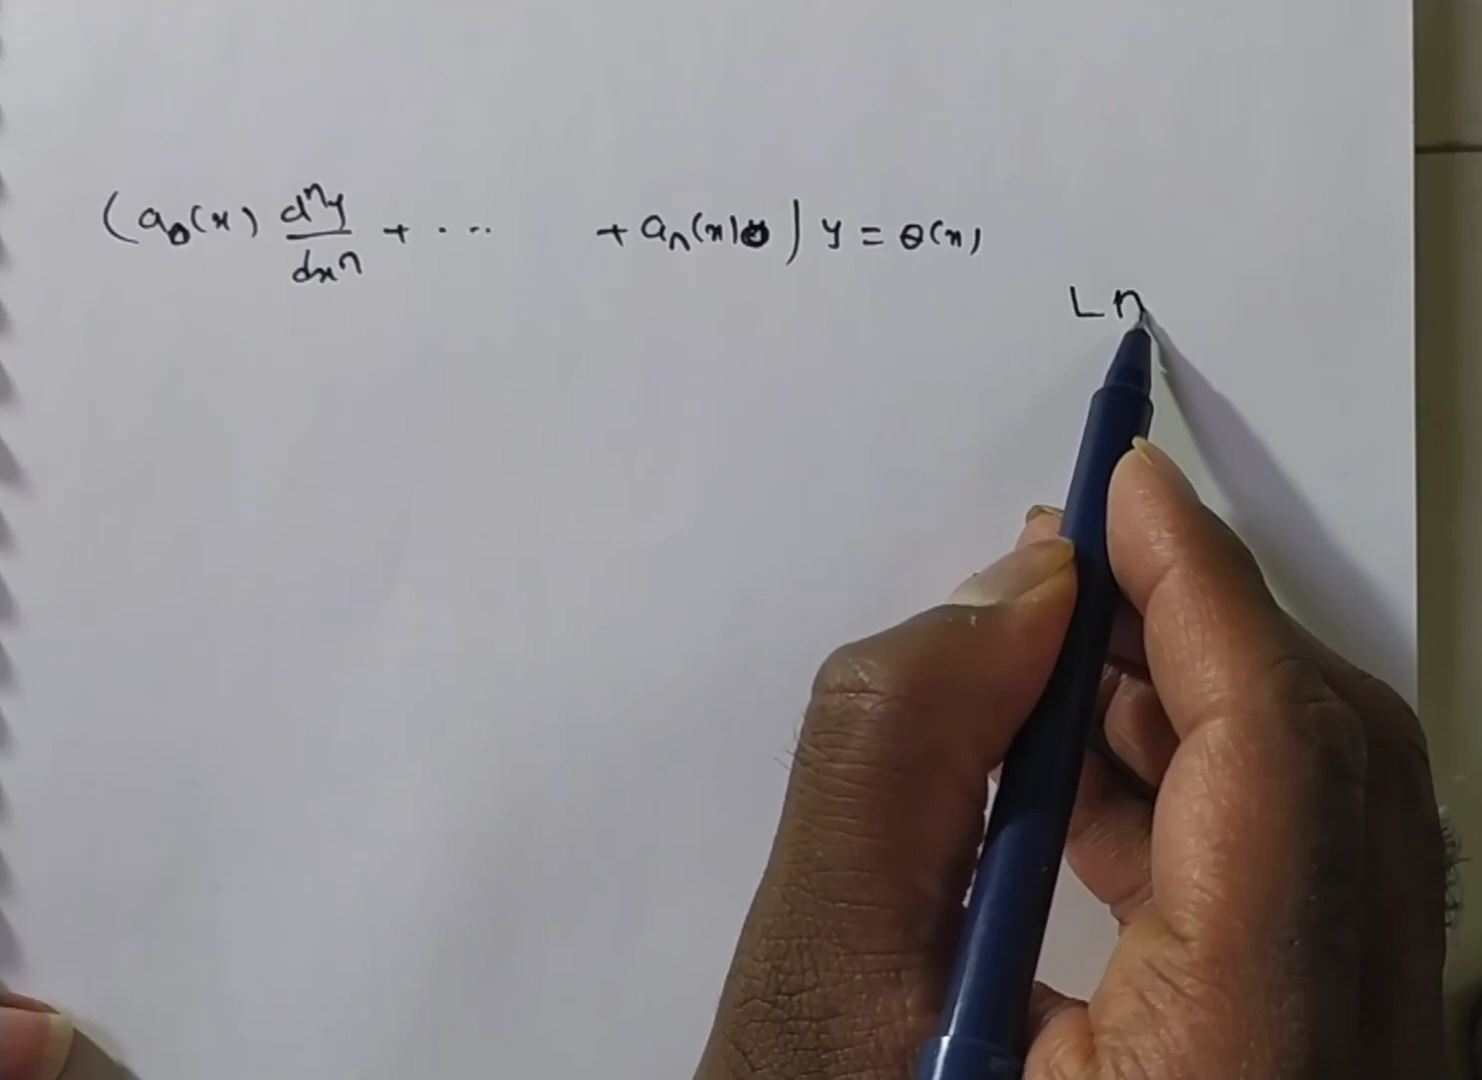 (a₀(x) dⁿy/dxⁿ + ... + aₙ(x)) y = Q(x)
Ln